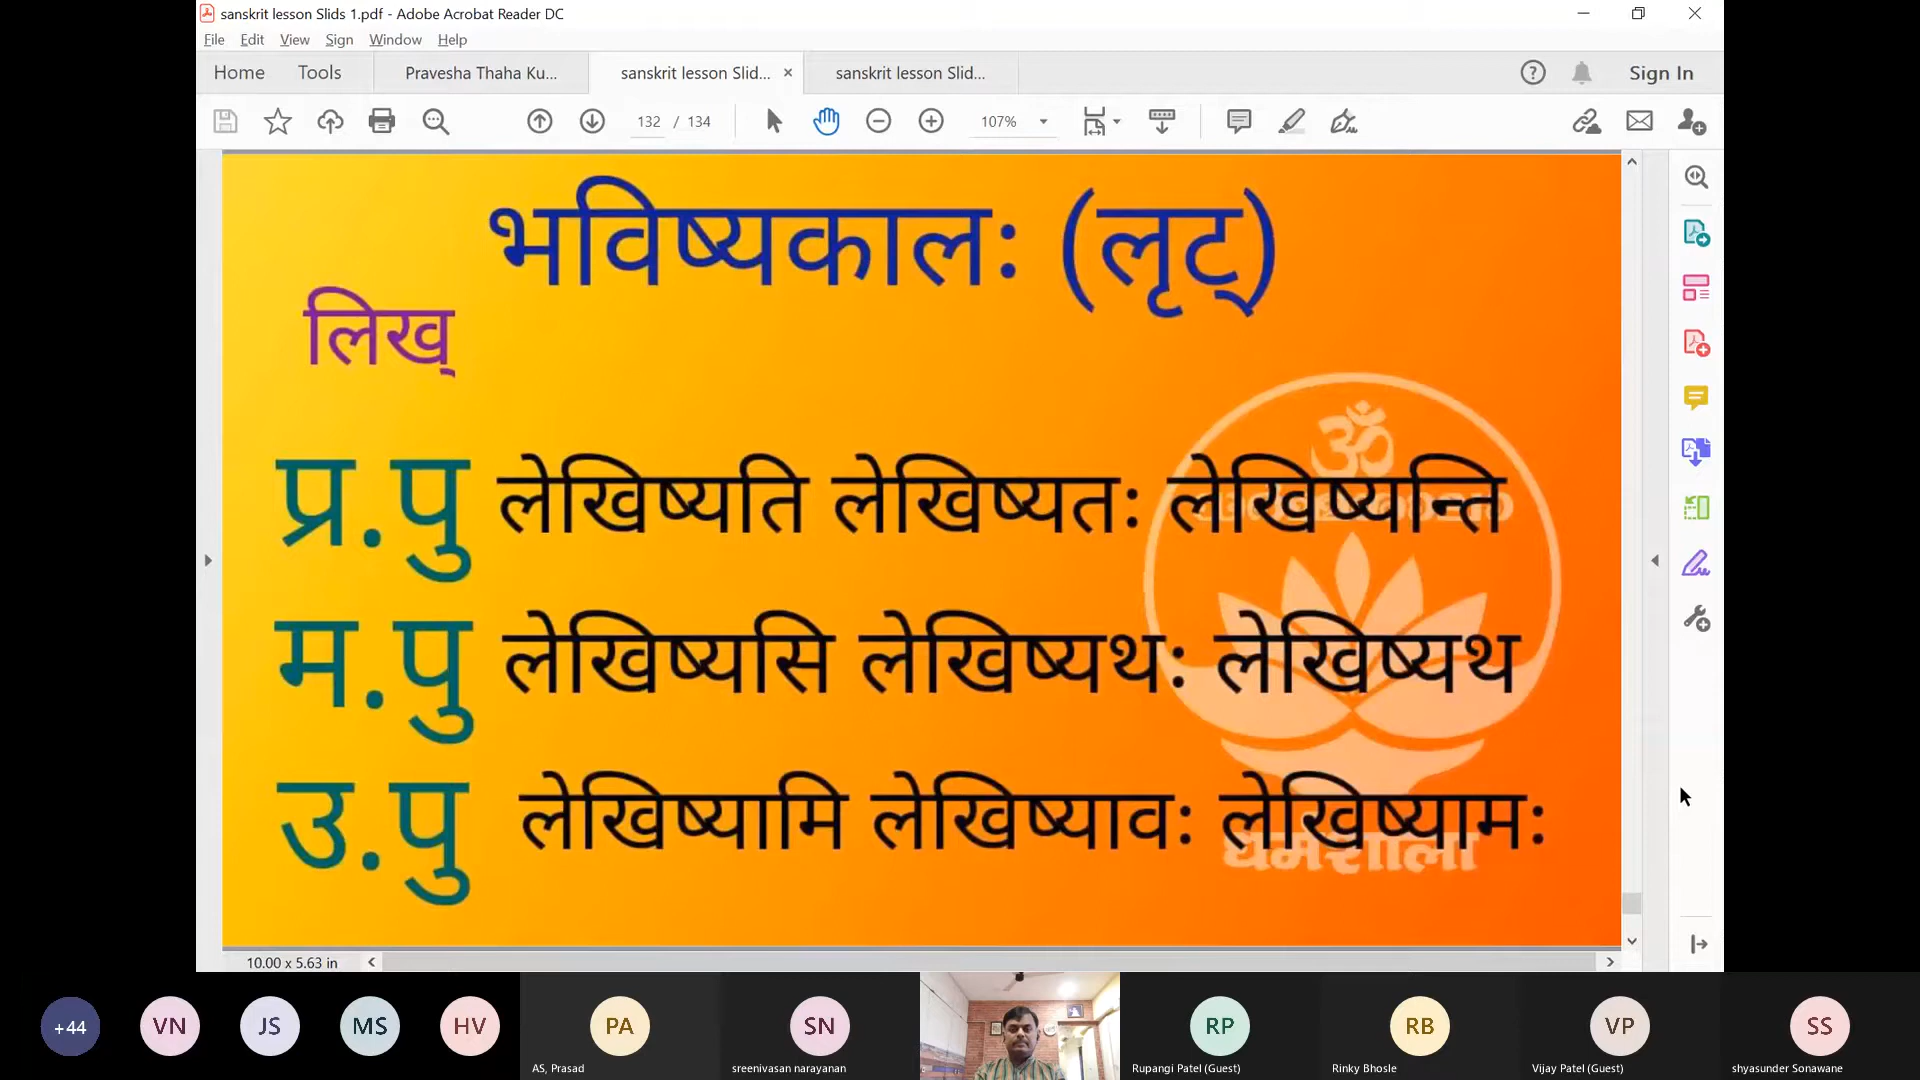 sanskrit lesson Slids 1.pdf - Adobe Acrobat Reader DC
File Edit View Sign Window Help
Home Tools Pravesha Thaha Ku... sanskrit lesson Slid... × sanskrit lesson Slid... Sign In
132 / 134 107%
भविष्यकालः (लृट्)
लिख्
ॐ
प्र.पु लेखिष्यति लेखिष्यतः लेखिष्यन्ति
म.पु लेखिष्यसि लेखिष्यथः लेखिष्यथ
उ.पु लेखिष्यामि लेखिष्यावः लेखिष्यामः
धर्मशाला
10.00 x 5.63 in
+44 VN JS MS HV PA SN RP RB VP SS
AS, Prasad sreenivasan narayanan Rupangi Patel (Guest) Rinky Bhosle Vijay Patel (Guest) shyasunder Sonawane